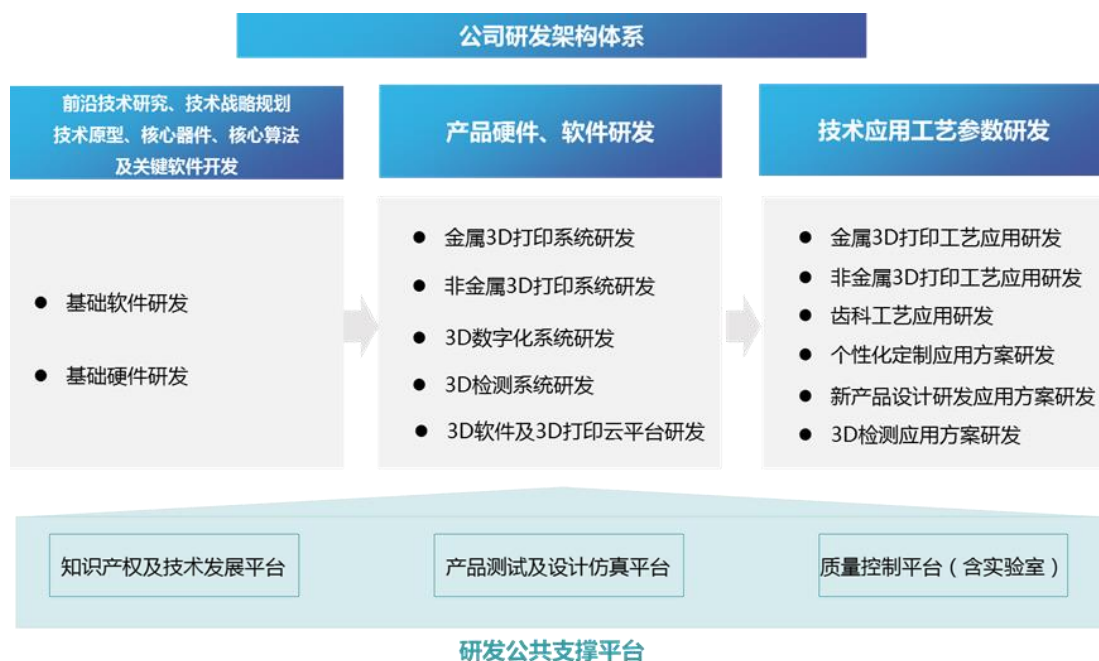 公司研发架构体系
前沿技术研究、技术战略规划
技术原型、核心器件、核心算法
及关键软件开发
产品硬件、软件研发
技术应用工艺参数研发
● 基础软件研发
● 基础硬件研发
● 金属3D打印系统研发
● 非金属3D打印系统研发
● 3D数字化系统研发
● 3D检测系统研发
● 3D软件及3D打印云平台研发
● 金属3D打印工艺应用研发
● 非金属3D打印工艺应用研发
● 齿科工艺应用研发
● 个性化定制应用方案研发
● 新产品设计研发应用方案研发
● 3D检测应用方案研发
知识产权及技术发展平台
产品测试及设计仿真平台
质量控制平台（含实验室）
研发公共支撑平台